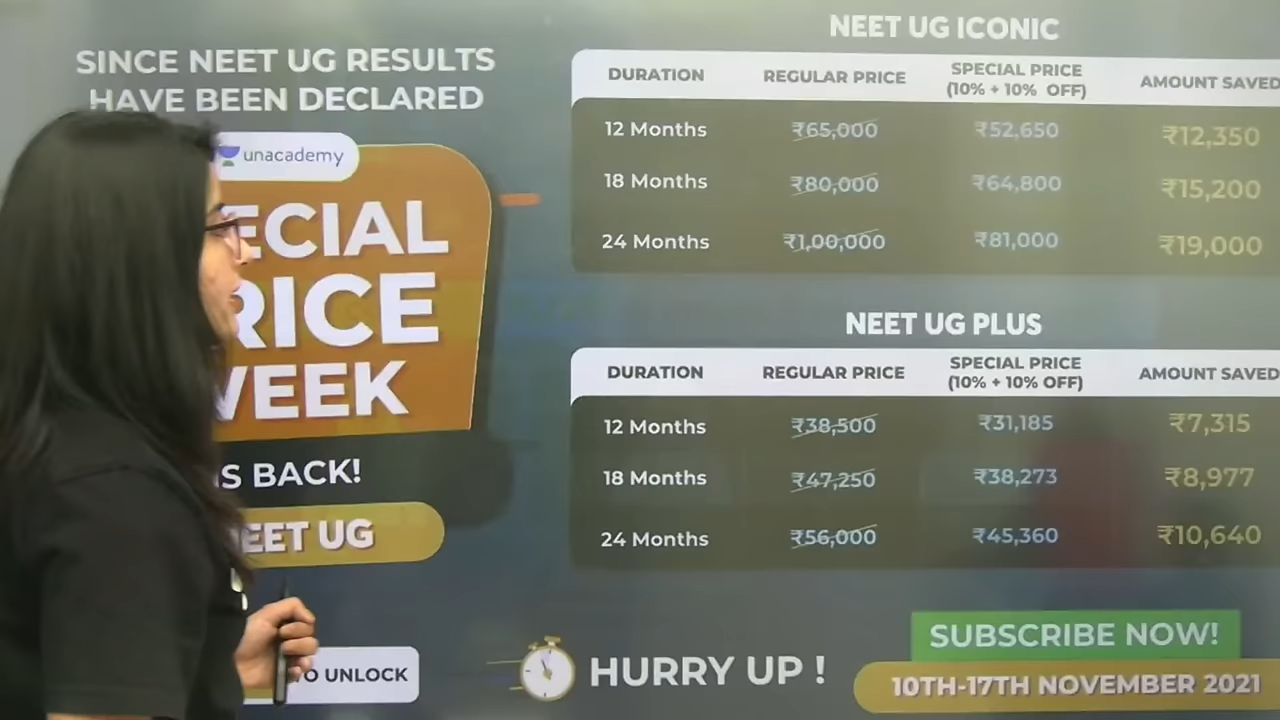 SINCE NEET UG RESULTS
HAVE BEEN DECLARED
unacademy
ECIAL
RICE
WEEK
IS BACK!
EET UG
O UNLOCK
NEET UG ICONIC
DURATION REGULAR PRICE SPECIAL PRICE (10% + 10% OFF) AMOUNT SAVED
12 Months ₹65,000 ₹52,650 ₹12,350
18 Months ₹80,000 ₹64,800 ₹15,200
24 Months ₹1,00,000 ₹81,000 ₹19,000
NEET UG PLUS
DURATION REGULAR PRICE SPECIAL PRICE (10% + 10% OFF) AMOUNT SAVED
12 Months ₹38,500 ₹31,185 ₹7,315
18 Months ₹47,250 ₹38,273 ₹8,977
24 Months ₹56,000 ₹45,360 ₹10,640
HURRY UP !
SUBSCRIBE NOW!
10TH-17TH NOVEMBER 2021